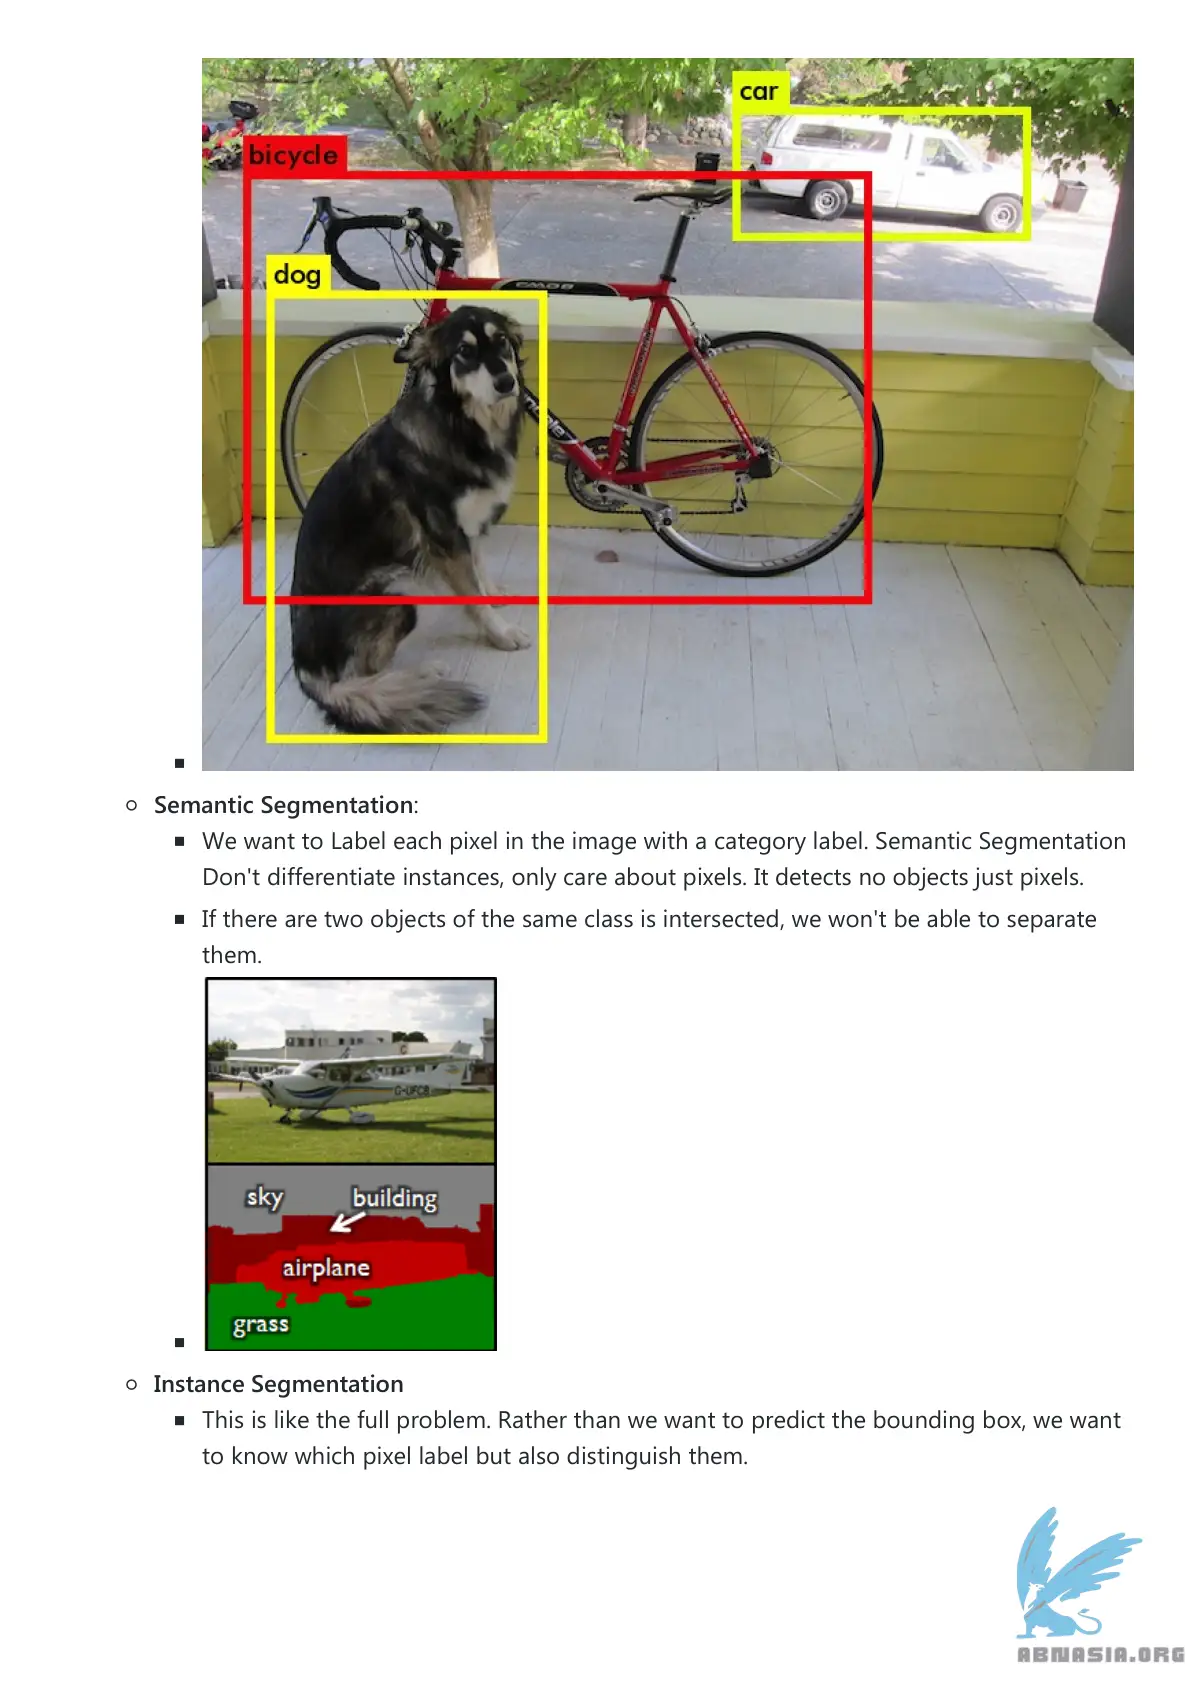 car
bicycle
dog
Semantic Segmentation:
We want to Label each pixel in the image with a category label. Semantic Segmentation
Don't differentiate instances, only care about pixels. It detects no objects just pixels.
If there are two objects of the same class is intersected, we won't be able to separate
them.
G-UFCB
sky
building
airplane
grass
Instance Segmentation
This is like the full problem. Rather than we want to predict the bounding box, we want
to know which pixel label but also distinguish them.
ABNASIA.ORG